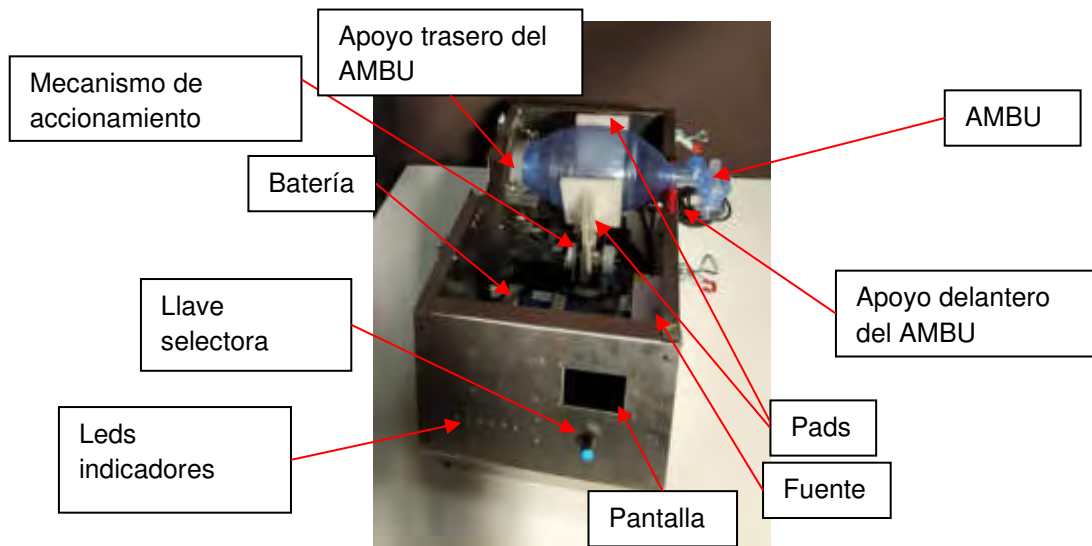 Apoyo trasero del
AMBU
Mecanismo de
accionamiento
AMBU
Batería
Llave
selectora
Apoyo delantero
del AMBU
Leds
indicadores
Pads
Fuente
Pantalla